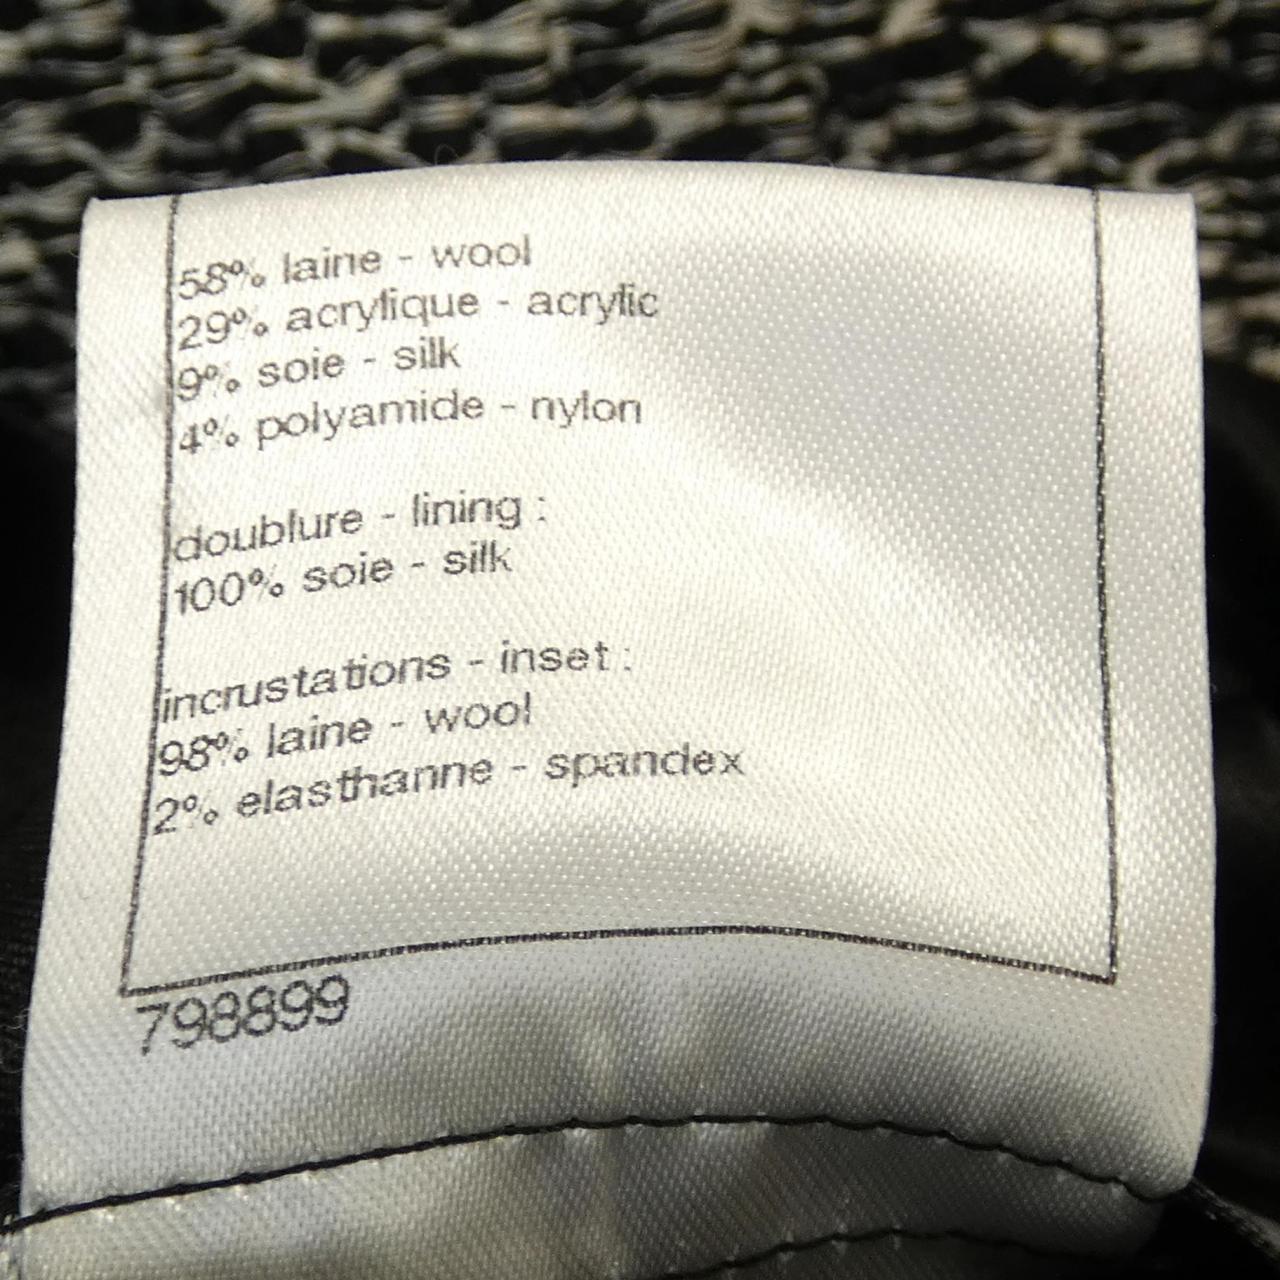 58% laine - wool
29% acrylique - acrylic
9% soie - silk
4% polyamide - nylon
doublure - lining :
100% soie - silk
incrustations - inset :
98% laine - wool
2% elasthanne - spandex
798899